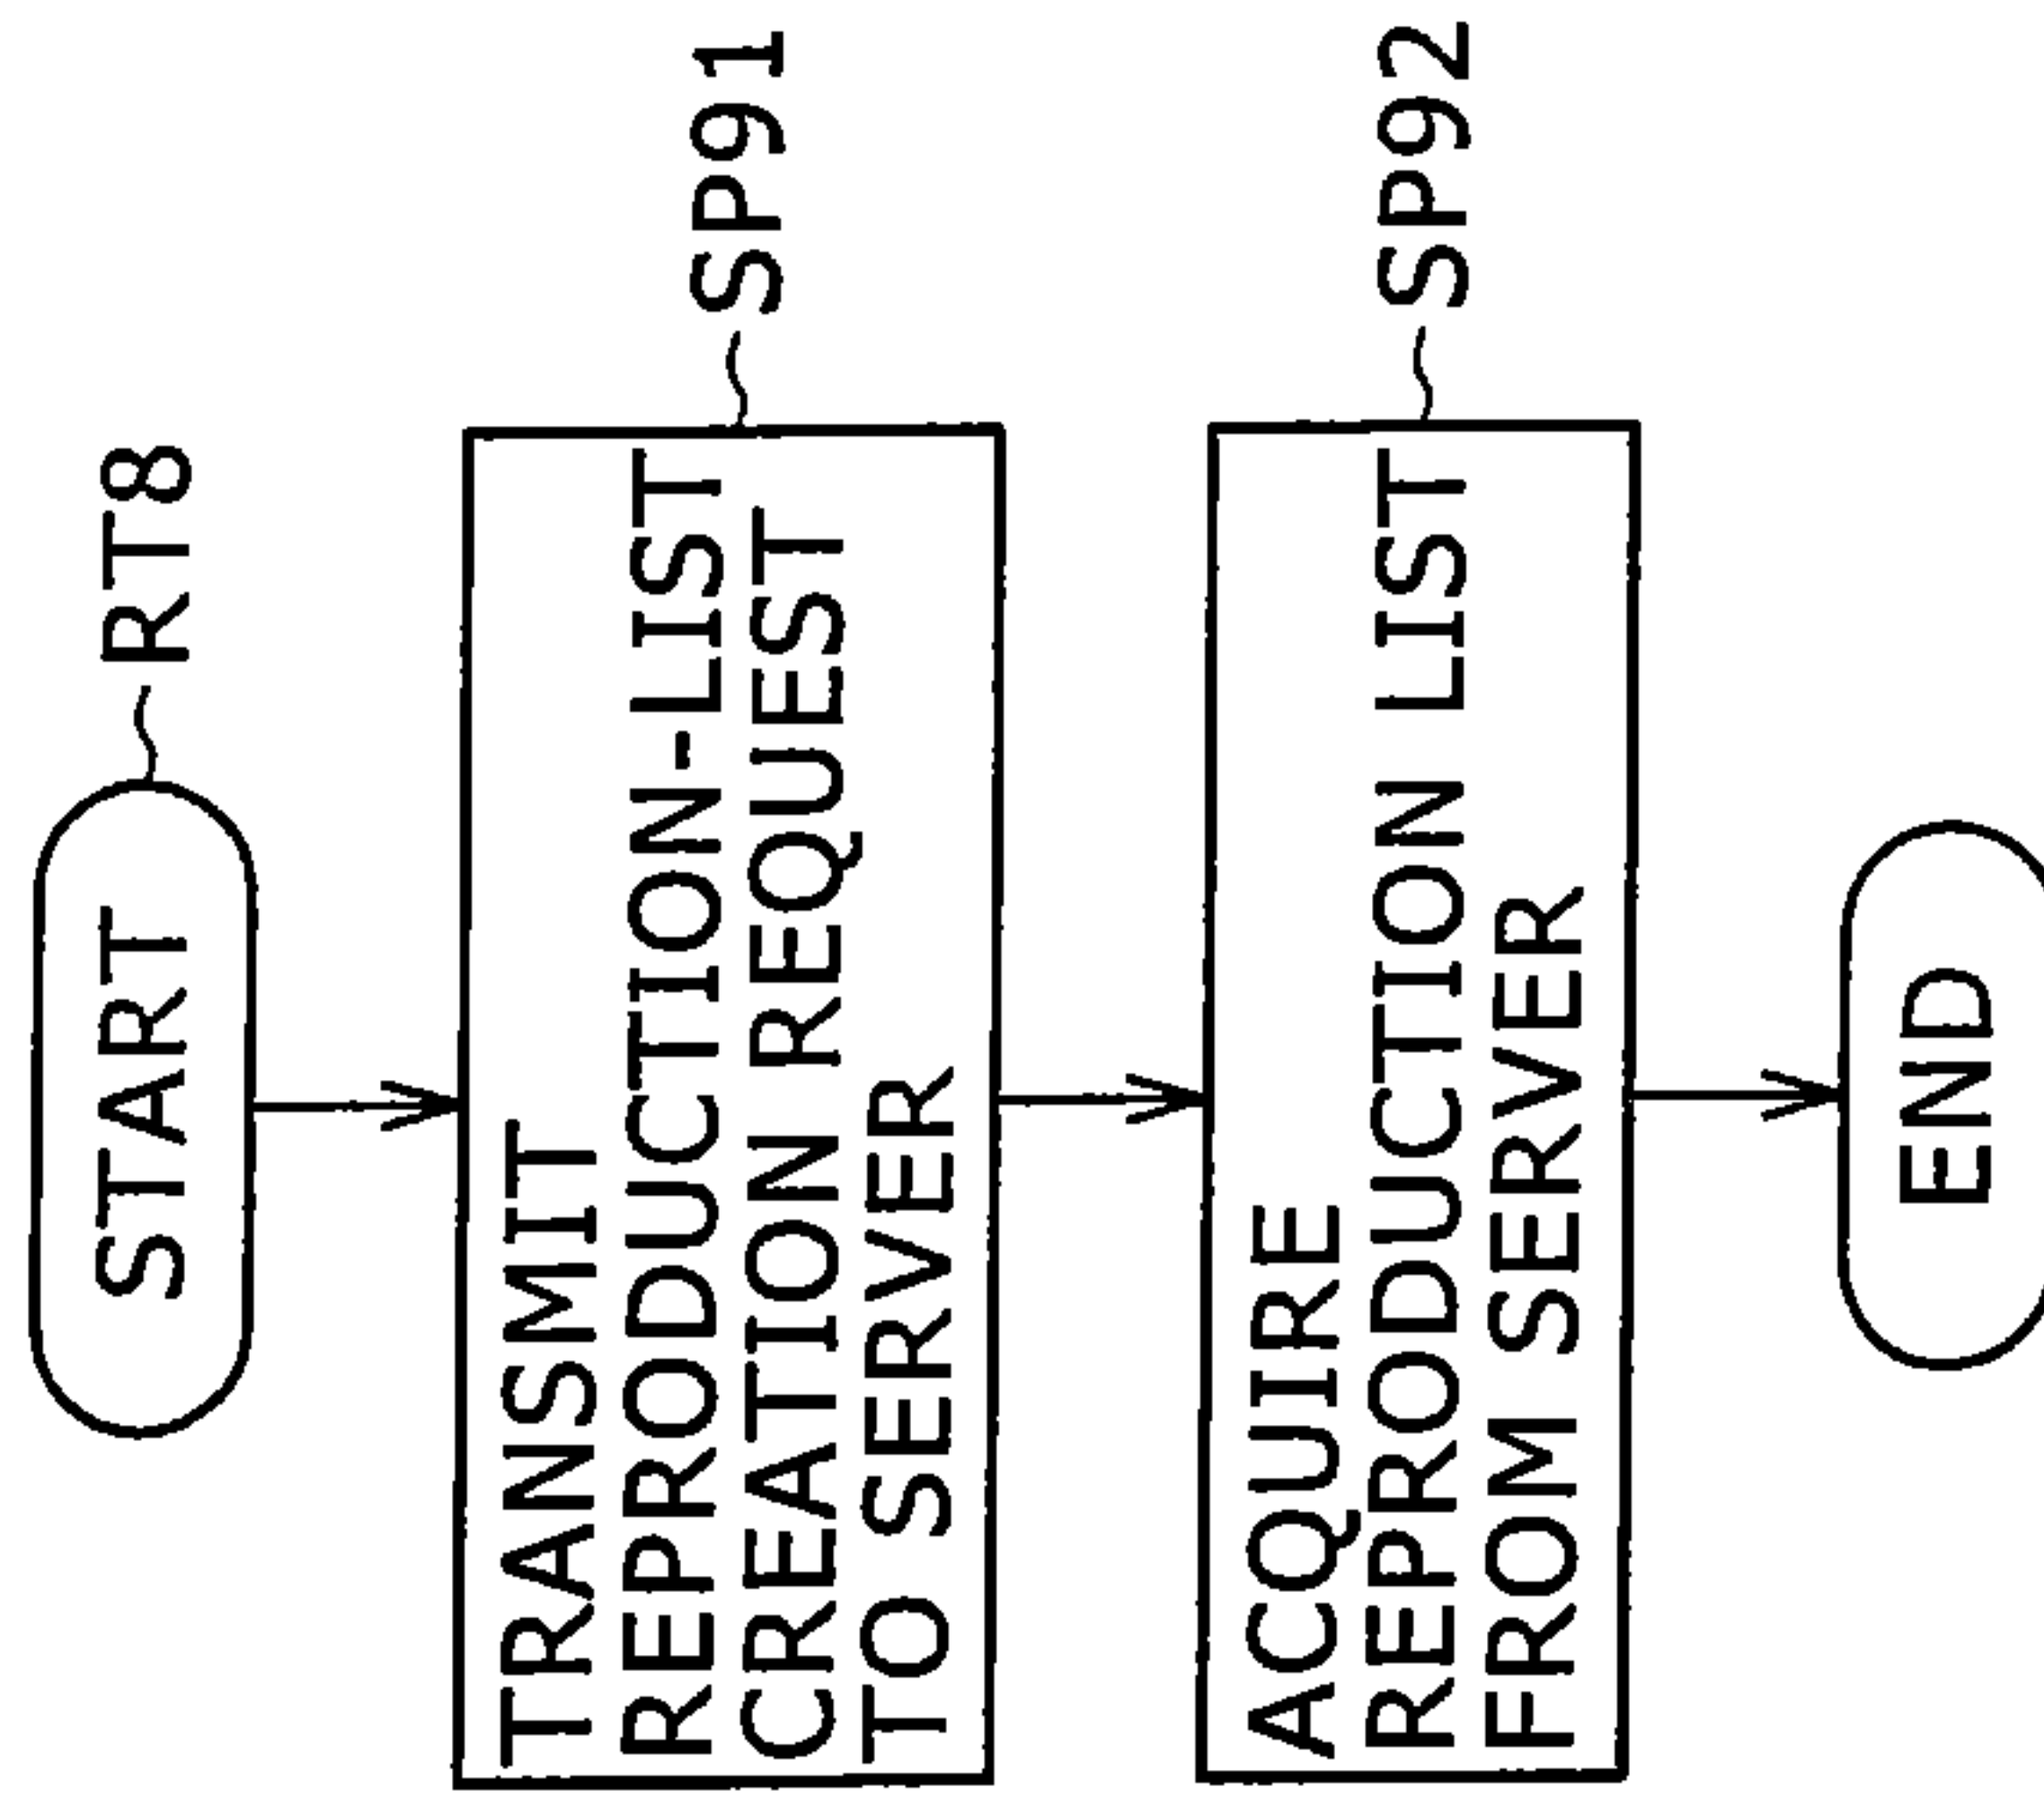 START
RT8
TRANSMIT
REPRODUCTION-LIST
CREATION REQUEST
TO SERVER
SP91
ACQUIRE
REPRODUCTION LIST
FROM SERVER
SP92
END